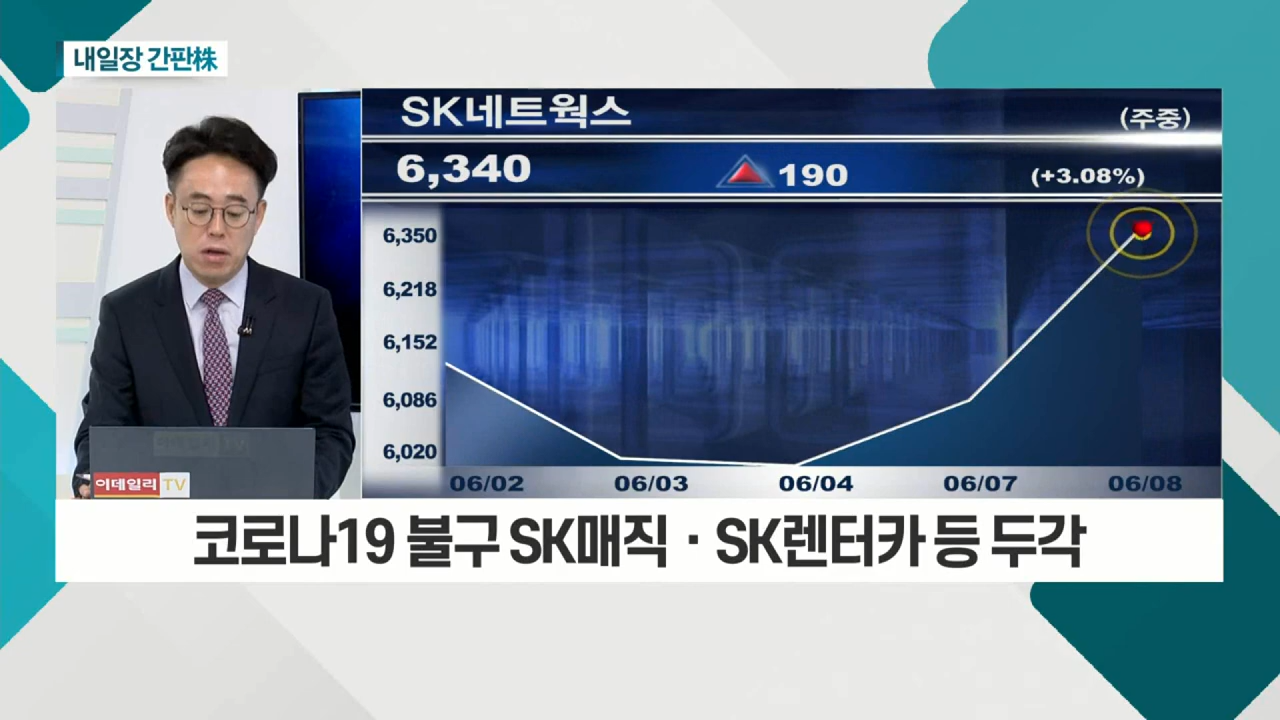 내일장 간판株
SK네트웍스
(주중)
6,340
190
(+3.08%)
6,350
6,218
6,152
6,086
6,020
06/02
06/03
06/04
06/07
06/08
이데일리 TV
코로나19 불구 SK매직 · SK렌터카 등 두각